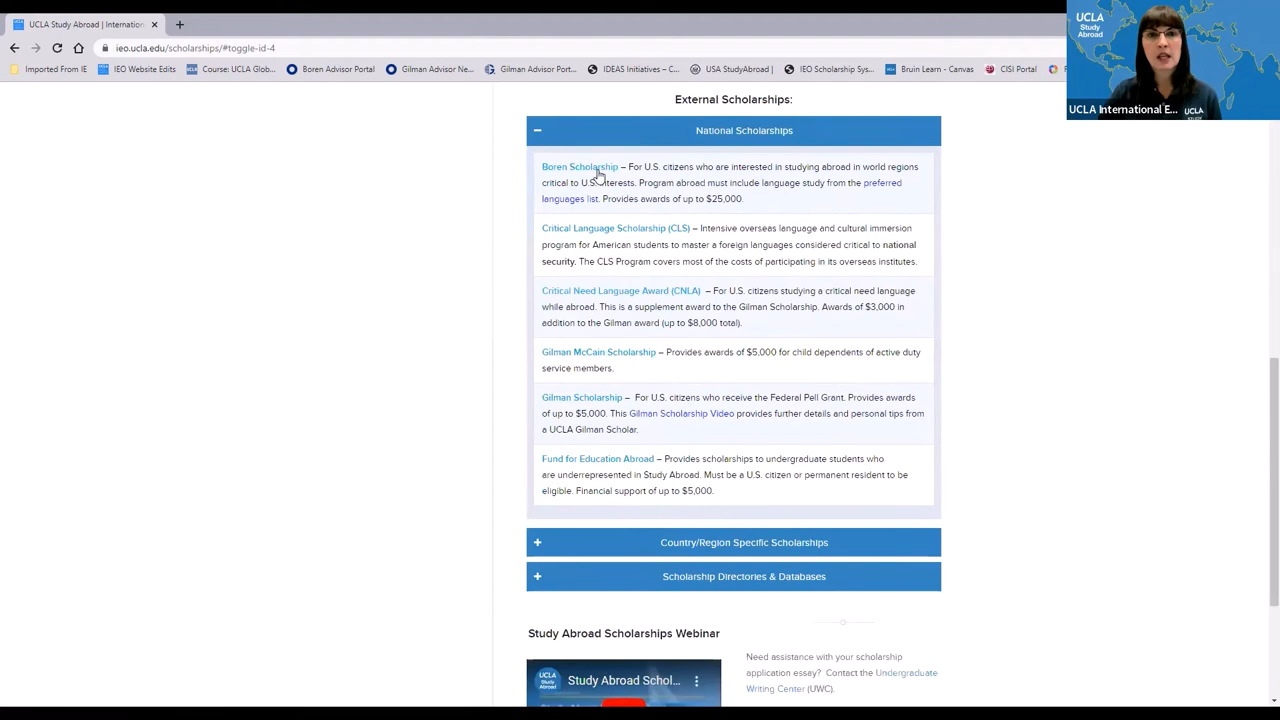 UCLA Study Abroad | Internation
ieo.ucla.edu/scholarships/#toggle-id-4
Imported From IE
IEO Website Edits
Course: UCLA Glob...
Boren Advisor Portal
Gilman Advisor Ne...
Gilman Advisor Port...
IDEAS Initiatives – C...
USA StudyAbroad |
IEO Scholarship Sys...
Bruin Learn - Canvas
CISI Portal
UCLA
Study
Abroad
UCLA
UCLA International E...
External Scholarships:
National Scholarships
Boren Scholarship – For U.S. citizens who are interested in studying abroad in world regions
critical to U.S. interests. Program abroad must include language study from the preferred
languages list. Provides awards of up to $25,000.
Critical Language Scholarship (CLS) – Intensive overseas language and cultural immersion
program for American students to master a foreign languages considered critical to national
security. The CLS Program covers most of the costs of participating in its overseas institutes.
Critical Need Language Award (CNLA) – For U.S. citizens studying a critical need language
while abroad. This is a supplement award to the Gilman Scholarship. Awards of $3,000 in
addition to the Gilman award (up to $8,000 total).
Gilman McCain Scholarship – Provides awards of $5,000 for child dependents of active duty
service members.
Gilman Scholarship – For U.S. citizens who receive the Federal Pell Grant. Provides awards
of up to $5,000. This Gilman Scholarship Video provides further details and personal tips from
a UCLA Gilman Scholar.
Fund for Education Abroad – Provides scholarships to undergraduate students who
are underrepresented in Study Abroad. Must be a U.S. citizen or permanent resident to be
eligible. Financial support of up to $5,000.
Country/Region Specific Scholarships
Scholarship Directories & Databases
Study Abroad Scholarships Webinar
Study Abroad Schol...
Need assistance with your scholarship
application essay? Contact the Undergraduate
Writing Center (UWC).